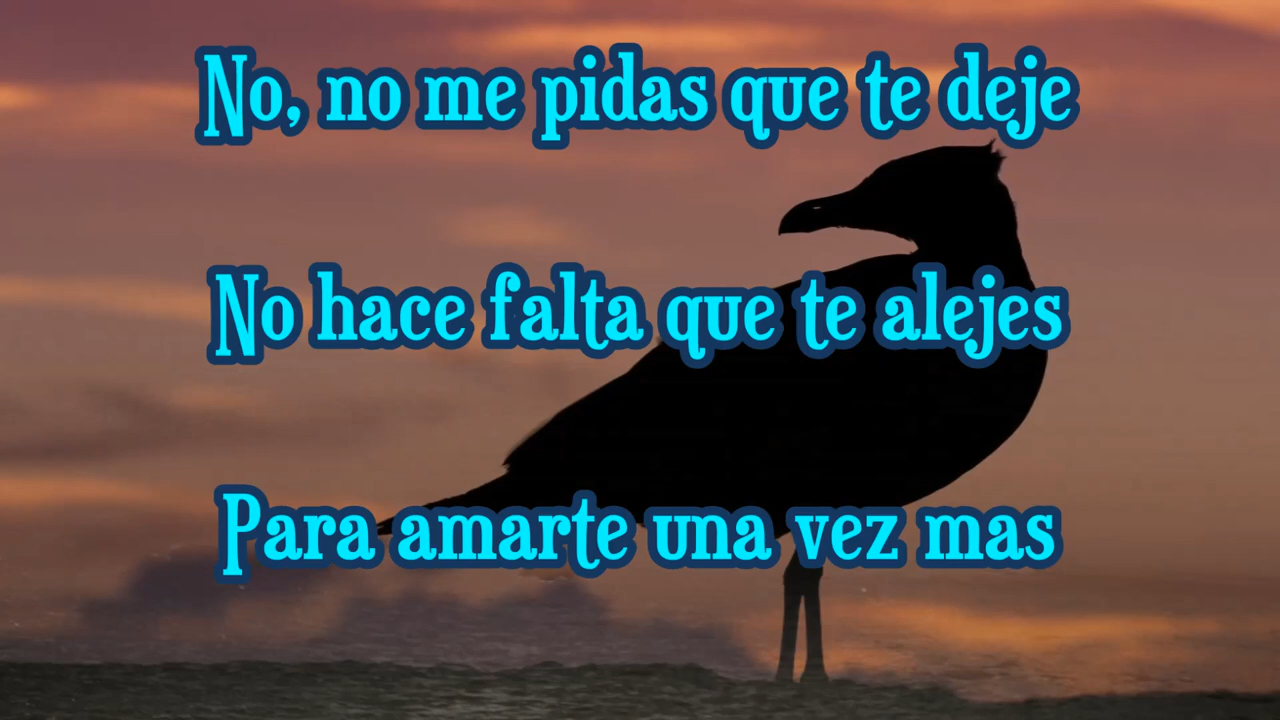 No, no me pidas que te deje
No hace falta que te alejes
Para amarte una vez mas